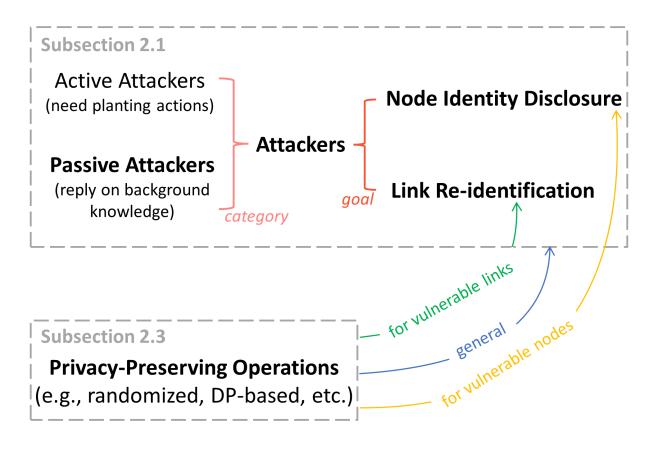 Subsection 2.1
Active Attackers
(need planting actions)
Passive Attackers
(reply on background
knowledge)
category
Attackers
goal
Node Identity Disclosure
Link Re-identification
for vulnerable links
general
for vulnerable nodes
Subsection 2.3
Privacy-Preserving Operations
(e.g., randomized, DP-based, etc.)